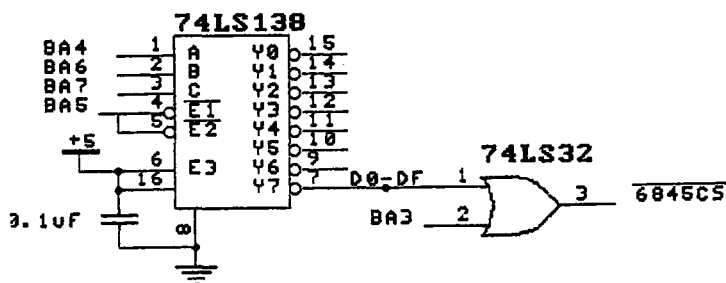 74LS138
BA4 1 A Y0 15
BA6 2 B Y1 14
BA7 3 C Y2 13
BA5 4 E1 Y3 12
5 E2 Y4 11
Y5 10
+5 6 E3 Y6 9
16 Y7 7 D0-DF
0.1uF 8
74LS32
1
BA3 2
3 6845CS